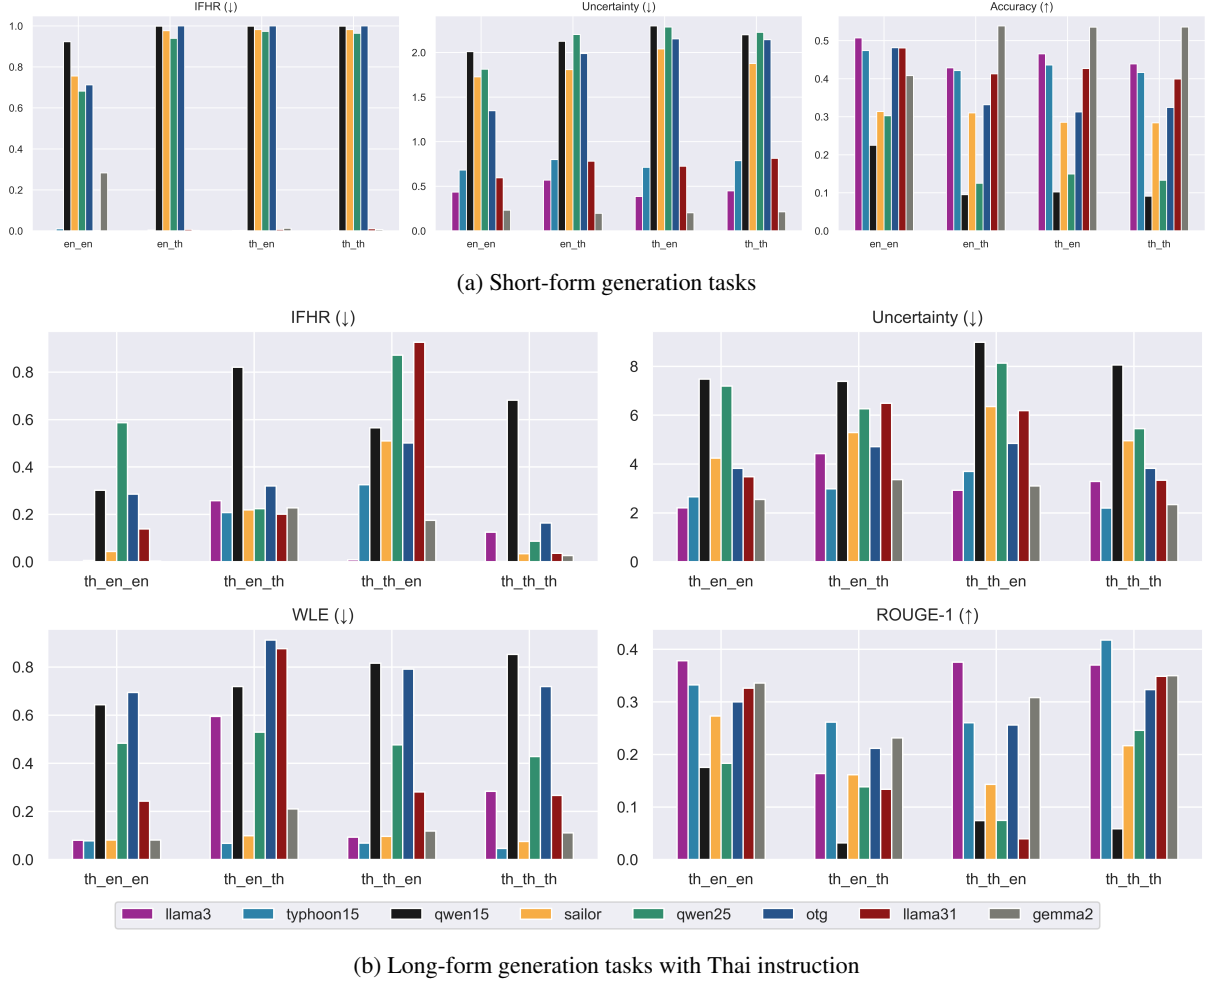 IFHR (↓)
Uncertainty (↓)
Accuracy (↑)
1.0
0.8
0.6
0.4
0.2
0.0
en_en
en_th
th_en
th_th
2.0
1.5
1.0
0.5
0.0
en_en
en_th
th_en
th_th
0.5
0.4
0.3
0.2
0.1
0.0
en_en
en_th
th_en
th_th
(a) Short-form generation tasks
IFHR (↓)
0.8
0.6
0.4
0.2
0.0
th_en_en
th_en_th
th_th_en
th_th_th
Uncertainty (↓)
8
6
4
2
0
th_en_en
th_en_th
th_th_en
th_th_th
WLE (↓)
0.8
0.6
0.4
0.2
0.0
th_en_en
th_en_th
th_th_en
th_th_th
ROUGE-1 (↑)
0.4
0.3
0.2
0.1
0.0
th_en_en
th_en_th
th_th_en
th_th_th
llama3 typhoon15 qwen15 sailor qwen25 otg llama31 gemma2
(b) Long-form generation tasks with Thai instruction